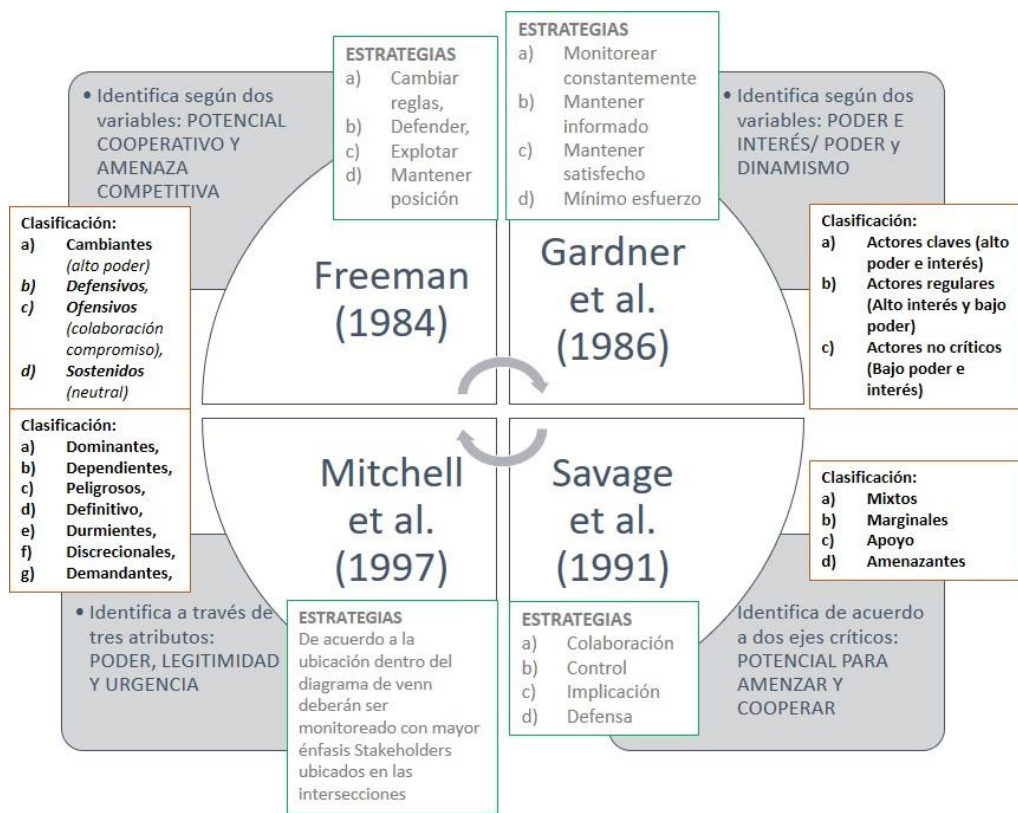 • Identifica según dos
variables: POTENCIAL
COOPERATIVO Y
AMENAZA
COMPETITIVA
ESTRATEGIAS
a) Cambiar
reglas,
b) Defender,
c) Explotar
d) Mantener
posición
ESTRATEGIAS
a) Monitorear
constantemente
b) Mantener
informado
c) Mantener
satisfecho
d) Mínimo esfuerzo
• Identifica según dos
variables: PODER E
INTERÉS/ PODER y
DINAMISMO
Clasificación:
a) Cambiantes
(alto poder)
b) Defensivos,
c) Ofensivos
(colaboración
compromiso),
d) Sostenidos
(neutral)
Freeman
(1984)
Gardner
et al.
(1986)
Clasificación:
a) Actores claves (alto
poder e interés)
b) Actores regulares
(Alto interés y bajo
poder)
c) Actores no críticos
(Bajo poder e
interés)
Clasificación:
a) Dominantes,
b) Dependientes,
c) Peligrosos,
d) Definitivo,
e) Durmientes,
f) Discrecionales,
g) Demandantes,
Mitchell
et al.
(1997)
Savage
et al.
(1991)
Clasificación:
a) Mixtos
b) Marginales
c) Apoyo
d) Amenazantes
• Identifica a través de
tres atributos:
PODER, LEGITIMIDAD
Y URGENCIA
ESTRATEGIAS
De acuerdo a la
ubicación dentro del
diagrama de venn
deberán ser
monitoreado con mayor
énfasis Stakeholders
ubicados en las
intersecciones
ESTRATEGIAS
a) Colaboración
b) Control
c) Implicación
d) Defensa
Identifica de acuerdo
a dos ejes críticos:
POTENCIAL PARA
AMENZAR Y
COOPERAR